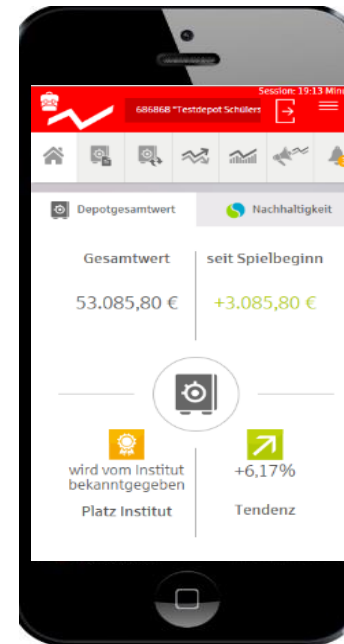 Session: 19:13 Minu
686868 "Testdepot Schülers
Depotgesamtwert
Nachhaltigkeit
Gesamtwert
seit Spielbeginn
53.085,80 €
+3.085,80 €
wird vom Institut
bekanntgegeben
+6,17%
Platz Institut
Tendenz